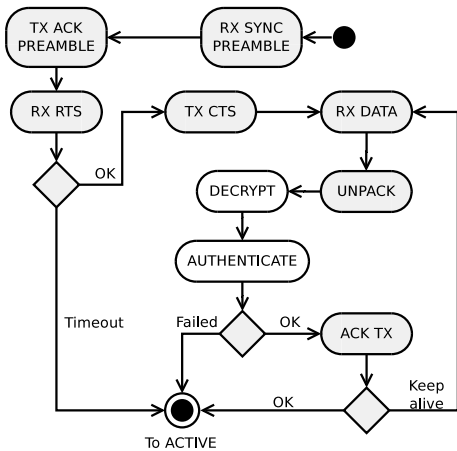 TX ACK
PREAMBLE
RX SYNC
PREAMBLE
RX RTS
TX CTS
RX DATA
OK
DECRYPT
UNPACK
AUTHENTICATE
Timeout
Failed
OK
ACK TX
Keep
alive
OK
To ACTIVE